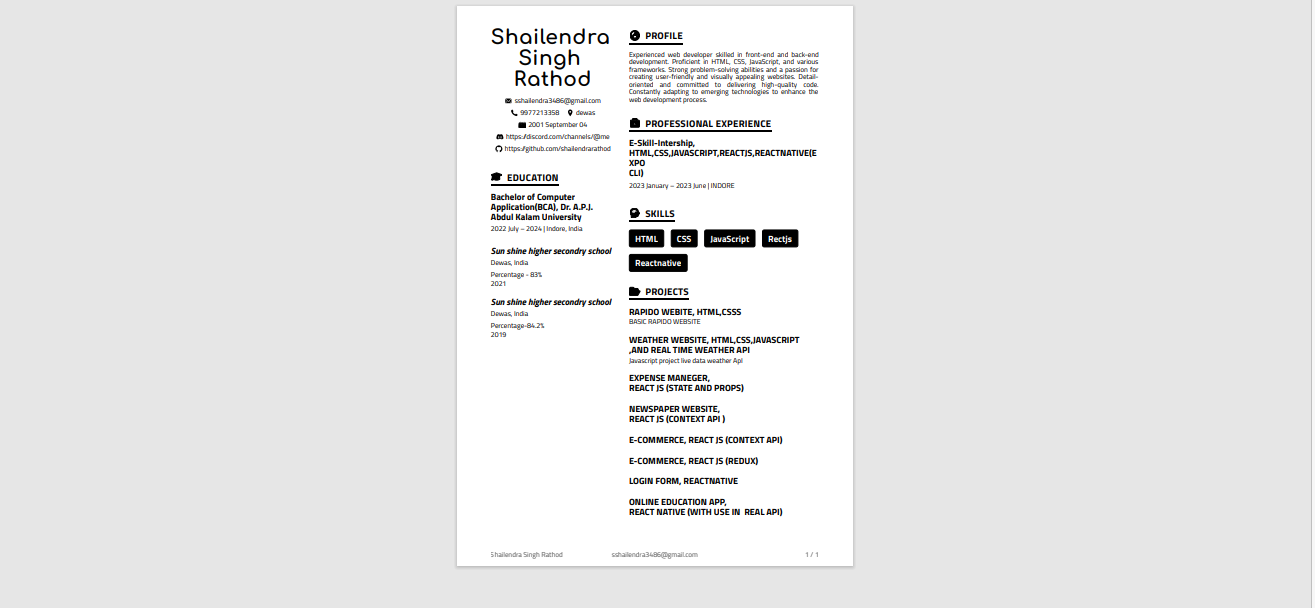 Shailendra
Singh
Rathod
sshailendra3486@gmail.com
9977213358 dewas
2001 September 04
https://discord.com/channels/@me
https://github.com/shailendrarathod
EDUCATION
Bachelor of Computer
Application(BCA), Dr. A.P.J.
Abdul Kalam University
2022 July – 2024 | Indore, India
Sun shine higher secondry school
Dewas, India
Percentage - 83%
2021
Sun shine higher secondry school
Dewas, India
Percentage-84.2%
2019
PROFILE
Experienced web developer skilled in front-end and back-end
development. Proficient in HTML, CSS, JavaScript, and various
frameworks. Strong problem-solving abilities and a passion for
creating user-friendly and visually appealing websites. Detail-
oriented and committed to delivering high-quality code.
Constantly adapting to emerging technologies to enhance the
web development process.
PROFESSIONAL EXPERIENCE
E-Skill-Intership,
HTML,CSS,JAVASCRIPT,REACTJS,REACTNATIVE(E
XPO
CLI)
2023 January – 2023 June | INDORE
SKILLS
HTML CSS JavaScript Rectjs
Reactnative
PROJECTS
RAPIDO WEBITE, HTML,CSSS
BASIC RAPIDO WEBSITE
WEATHER WEBSITE, HTML,CSS,JAVASCRIPT
,AND REAL TIME WEATHER API
Javascript project live data weather ApI
EXPENSE MANEGER,
REACT JS (STATE AND PROPS)
NEWSPAPER WEBSITE,
REACT JS (CONTEXT API )
E-COMMERCE, REACT JS (CONTEXT API)
E-COMMERCE, REACT JS (REDUX)
LOGIN FORM, REACTNATIVE
ONLINE EDUCATION APP,
REACT NATIVE (WITH USE IN REAL API)
Shailendra Singh Rathod sshailendra3486@gmail.com 1 / 1